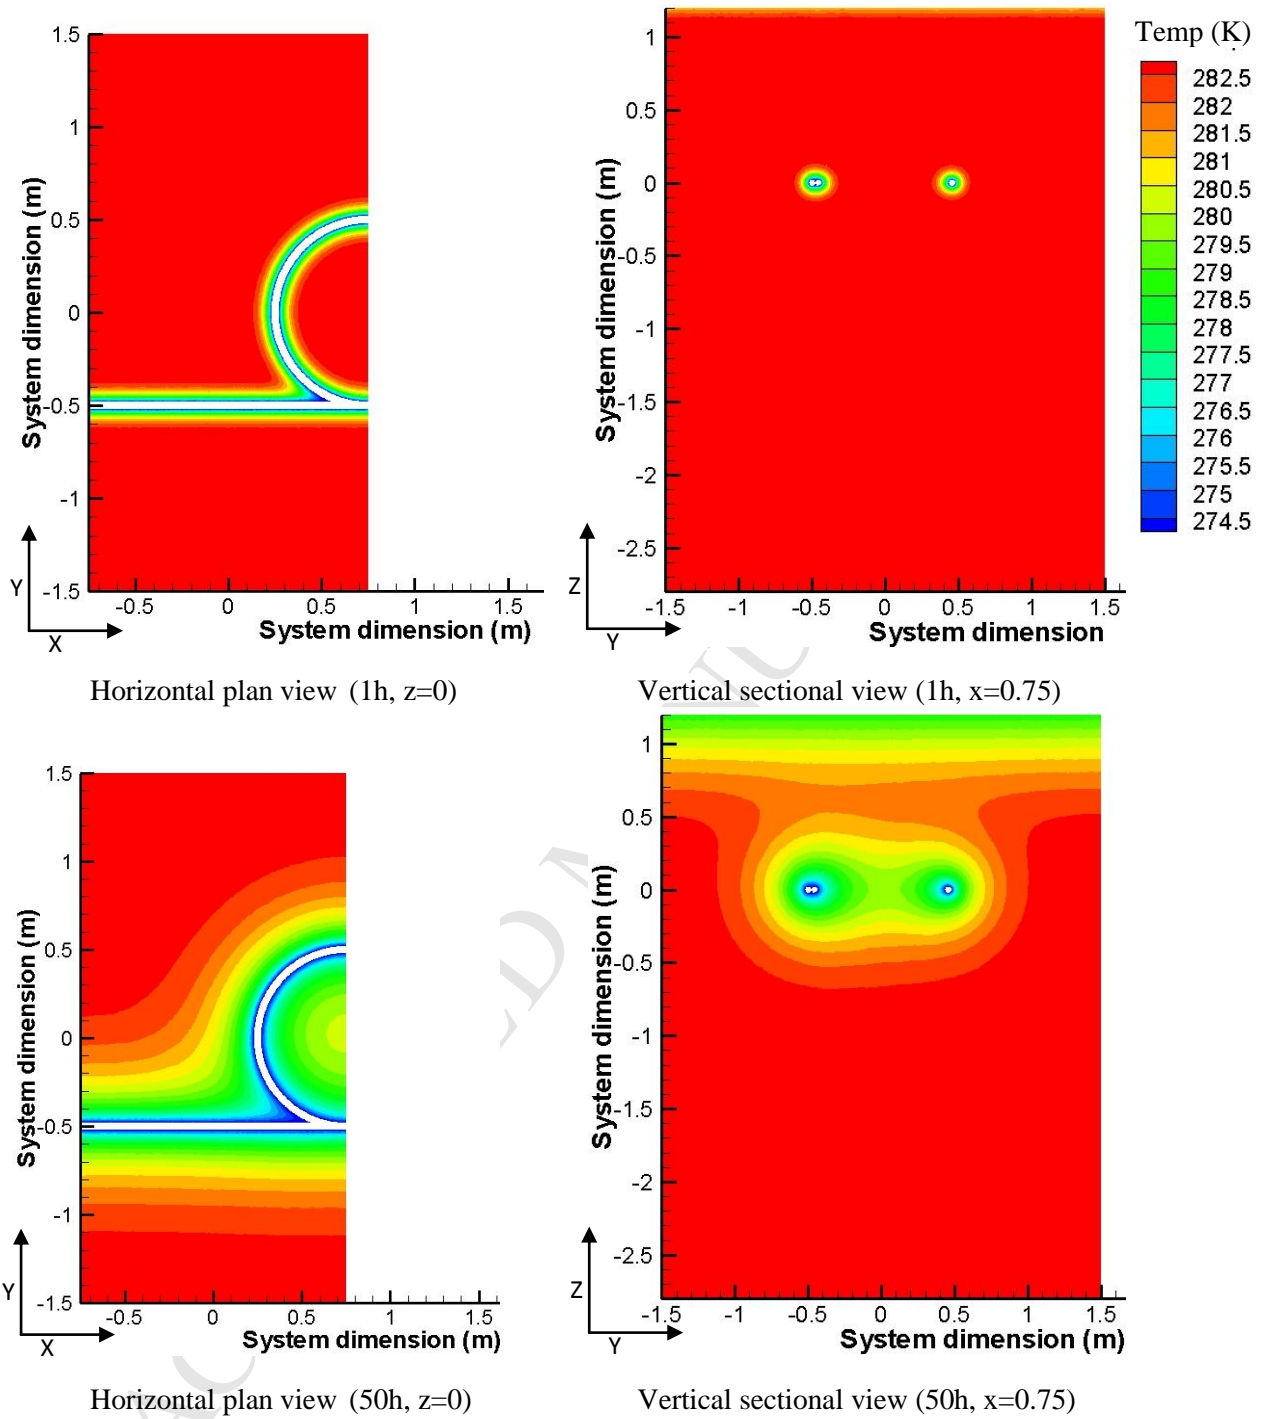 Temp (K)
282.5
282
281.5
281
280.5
280
279.5
279
278.5
278
277.5
277
276.5
276
275.5
275
274.5
1.5
1
0.5
0
-0.5
-1
-1.5
System dimension (m)
-0.5 0 0.5 1 1.5
System dimension (m)
Y
X
1
0.5
0
-0.5
-1
-1.5
-2
-2.5
System dimension (m)
-1.5 -1 -0.5 0 0.5 1 1.5
System dimension
Z
Y
Horizontal plan view (1h, z=0)
Vertical sectional view (1h, x=0.75)
1.5
1
0.5
0
-0.5
-1
-1.5
System dimension (m)
-0.5 0 0.5 1 1.5
System dimension (m)
Y
X
1
0.5
0
-0.5
-1
-1.5
-2
-2.5
System dimension (m)
-1.5 -1 -0.5 0 0.5 1 1.5
System dimension (m)
Z
Y
Horizontal plan view (50h, z=0)
Vertical sectional view (50h, x=0.75)